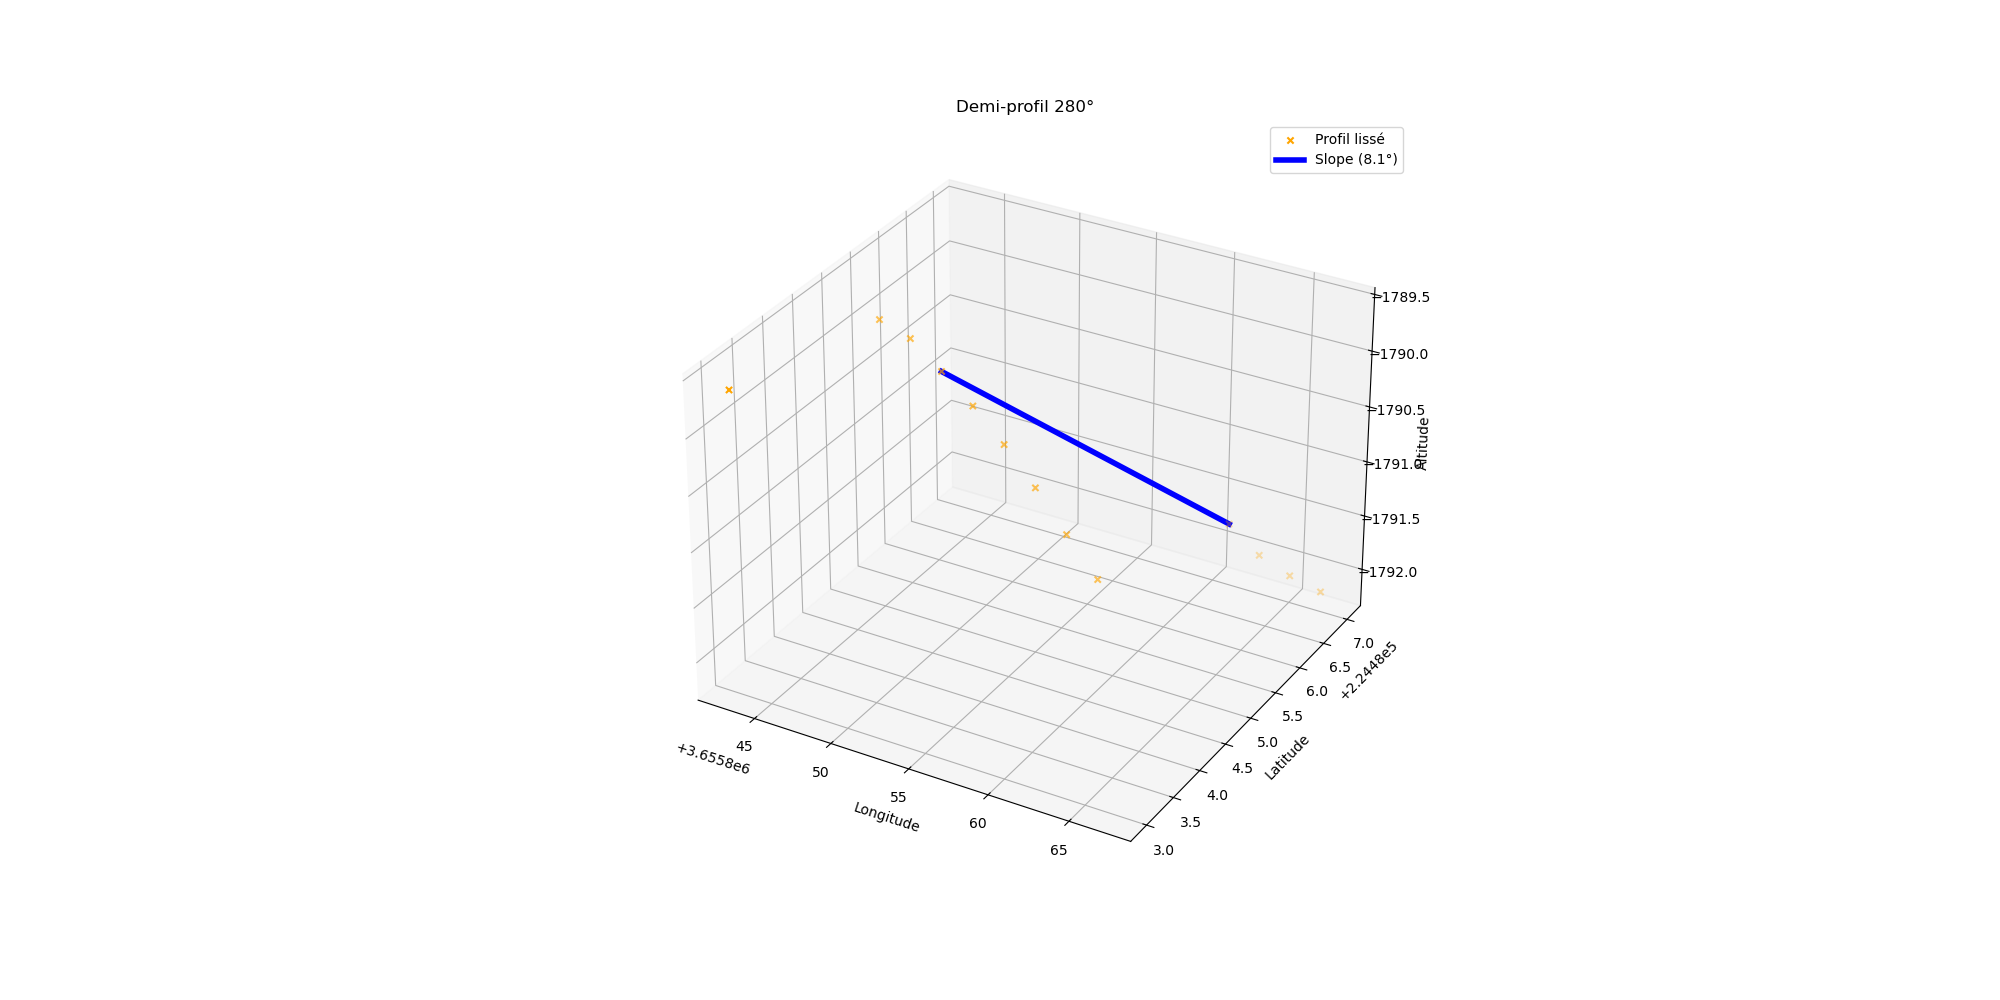 Demi-profil 280°
Profil lissé
Slope (8.1°)
−1789.5
−1790.0
−1790.5
−1791.0
−1791.5
−1792.0
Altitude
7.0
6.5
6.0
5.5
5.0
4.5
4.0
3.5
3.0
+2.2448e5
Latitude
45
50
55
60
65
+3.6558e6
Longitude